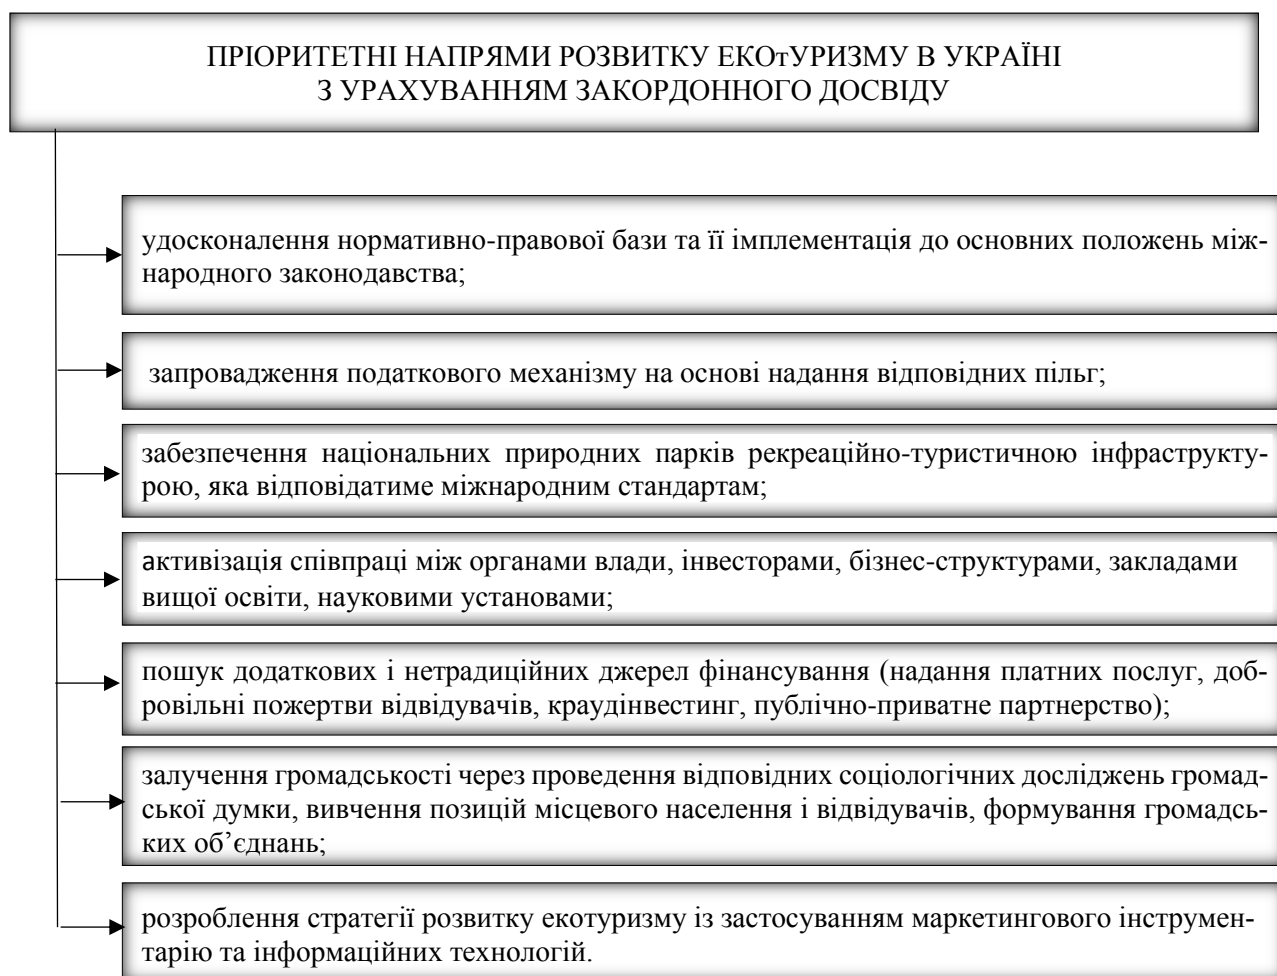 ПРІОРИТЕТНІ НАПРЯМИ РОЗВИТКУ ЕКОтУРИЗМУ В УКРАЇНІ
З УРАХУВАННЯМ ЗАКОРДОННОГО ДОСВІДУ
удосконалення нормативно-правової бази та її імплементація до основних положень між-
народного законодавства;
запровадження податкового механізму на основі надання відповідних пільг;
забезпечення національних природних парків рекреаційно-туристичною інфраструкту-
рою, яка відповідатиме міжнародним стандартам;
активізація співпраці між органами влади, інвесторами, бізнес-структурами, закладами
вищої освіти, науковими установами;
пошук додаткових і нетрадиційних джерел фінансування (надання платних послуг, доб-
ровільні пожертви відвідувачів, краудінвестинг, публічно-приватне партнерство);
залучення громадськості через проведення відповідних соціологічних досліджень громад-
ської думки, вивчення позицій місцевого населення і відвідувачів, формування громадсь-
ких об’єднань;
розроблення стратегії розвитку екотуризму із застосуванням маркетингового інструмен-
тарію та інформаційних технологій.